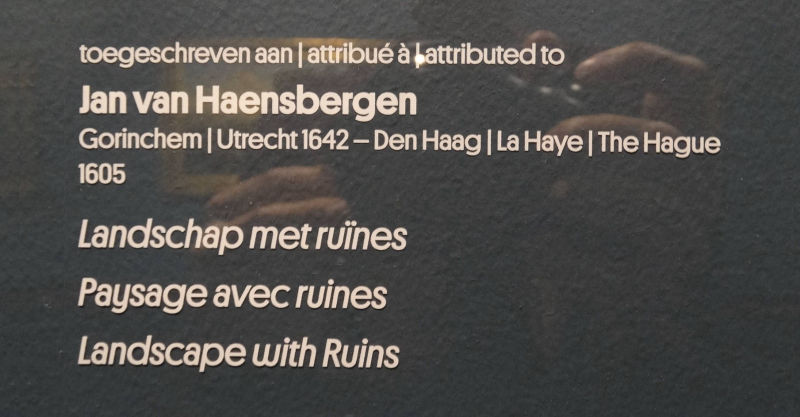 toegeschreven aan | attribué à | attributed to
Jan van Haensbergen
Gorinchem | Utrecht 1642 – Den Haag | La Haye | The Hague
1605
Landschap met ruïnes
Paysage avec ruines
Landscape with Ruins